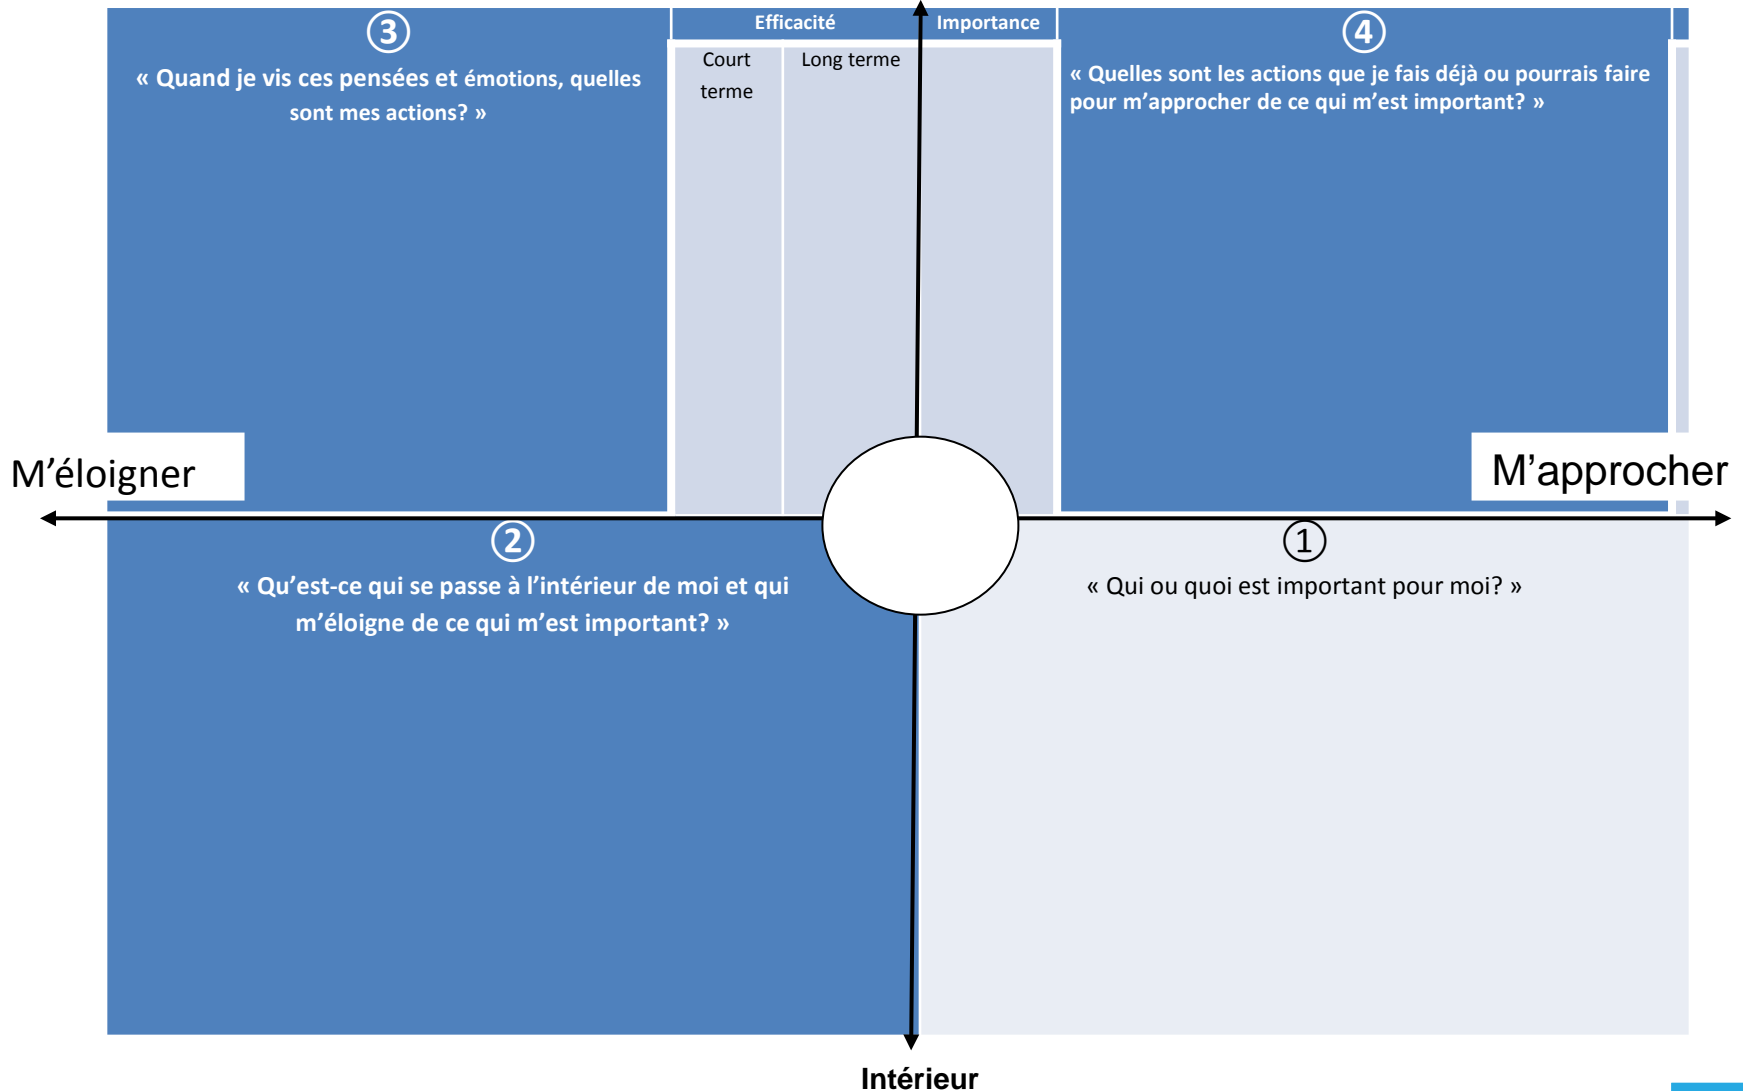 ③
« Quand je vis ces pensées et émotions, quelles
sont mes actions? »
Efficacité
Importance
Court
terme
Long terme
④
« Quelles sont les actions que je fais déjà ou pourrais faire
pour m’approcher de ce qui m’est important? »
M’éloigner
M’approcher
②
« Qu’est-ce qui se passe à l’intérieur de moi et qui
m’éloigne de ce qui m’est important? »
①
« Qui ou quoi est important pour moi? »
Intérieur